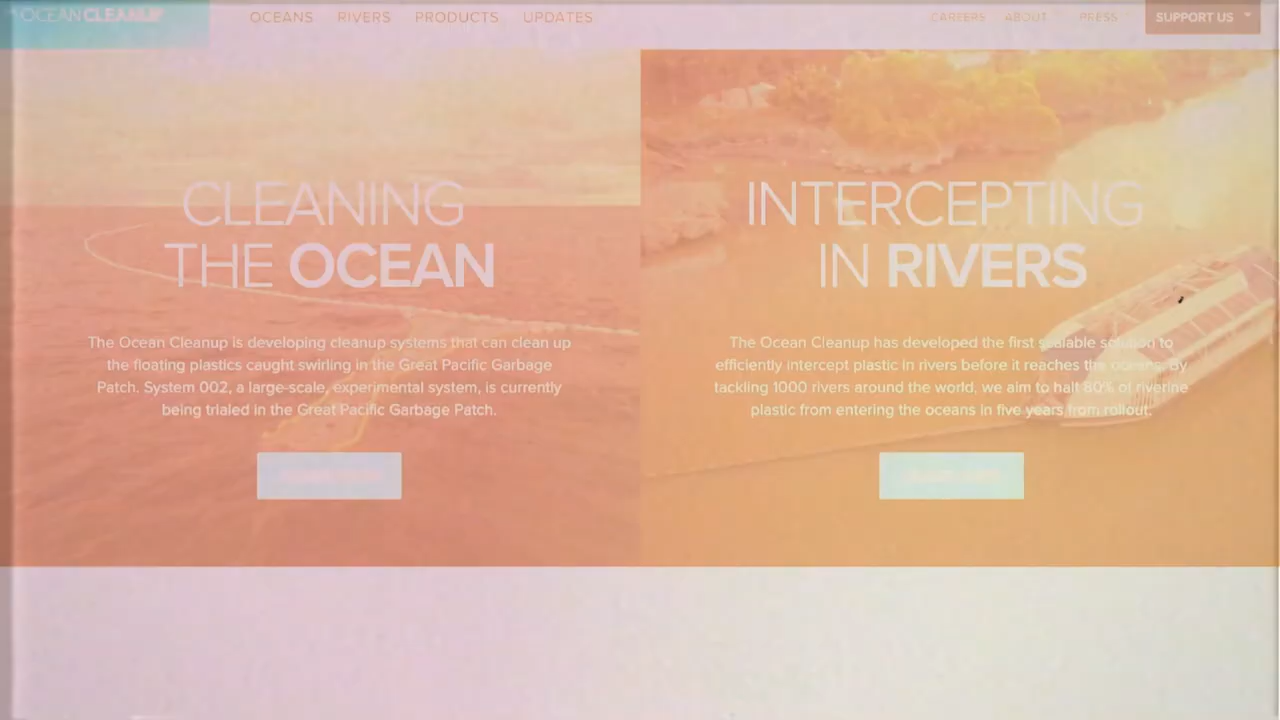 OCEANCLEANUP
OCEANS RIVERS PRODUCTS UPDATES CAREERS ABOUT PRESS SUPPORT US
CLEANING
THE OCEAN
The Ocean Cleanup is developing cleanup systems that can clean up
the floating plastics caught swirling in the Great Pacific Garbage
Patch. System 002, a large-scale, experimental system, is currently
being trialed in the Great Pacific Garbage Patch.
INTERCEPTING
IN RIVERS
The Ocean Cleanup has developed the first scalable solution to
efficiently intercept plastic in rivers before it reaches the oceans. By
tackling 1000 rivers around the world, we aim to halt 80% of riverine
plastic from entering the oceans in five years from rollout.